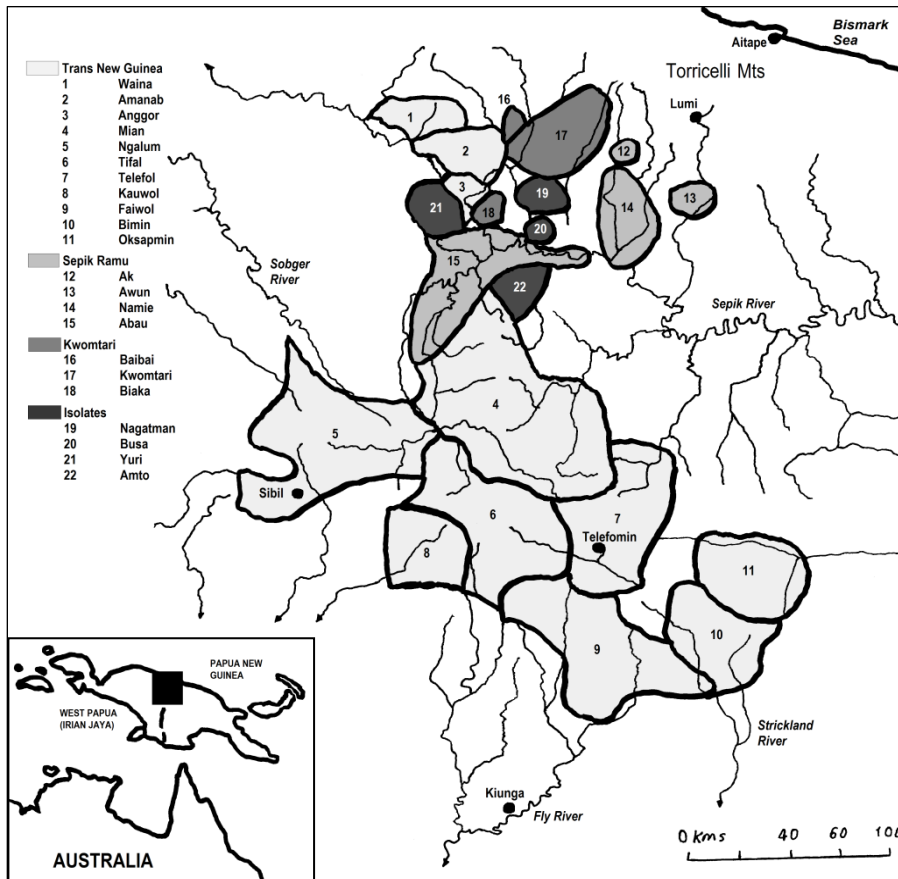 Trans New Guinea
1 Waina
2 Amanab
3 Anggor
4 Mian
5 Ngalum
6 Tifal
7 Telefol
8 Kauwol
9 Faiwol
10 Bimin
11 Oksapmin
Sepik Ramu
12 Ak
13 Awun
14 Namie
15 Abau
Kwomtari
16 Baibai
17 Kwomtari
18 Biaka
Isolates
19 Nagatman
20 Busa
21 Yuri
22 Amto
Bismark
Sea
Aitape
Torricelli Mts
Lumi
16
1
17
2
12
3
19
21
18
14
13
20
15
22
Sobger
River
Sepik River
4
5
Sibil
6
7
Telefomin
8
11
10
9
Strickland
River
Kiunga
Fly River
0 kms 40 60 100
PAPUA NEW
GUINEA
WEST PAPUA
(IRIAN JAYA)
AUSTRALIA